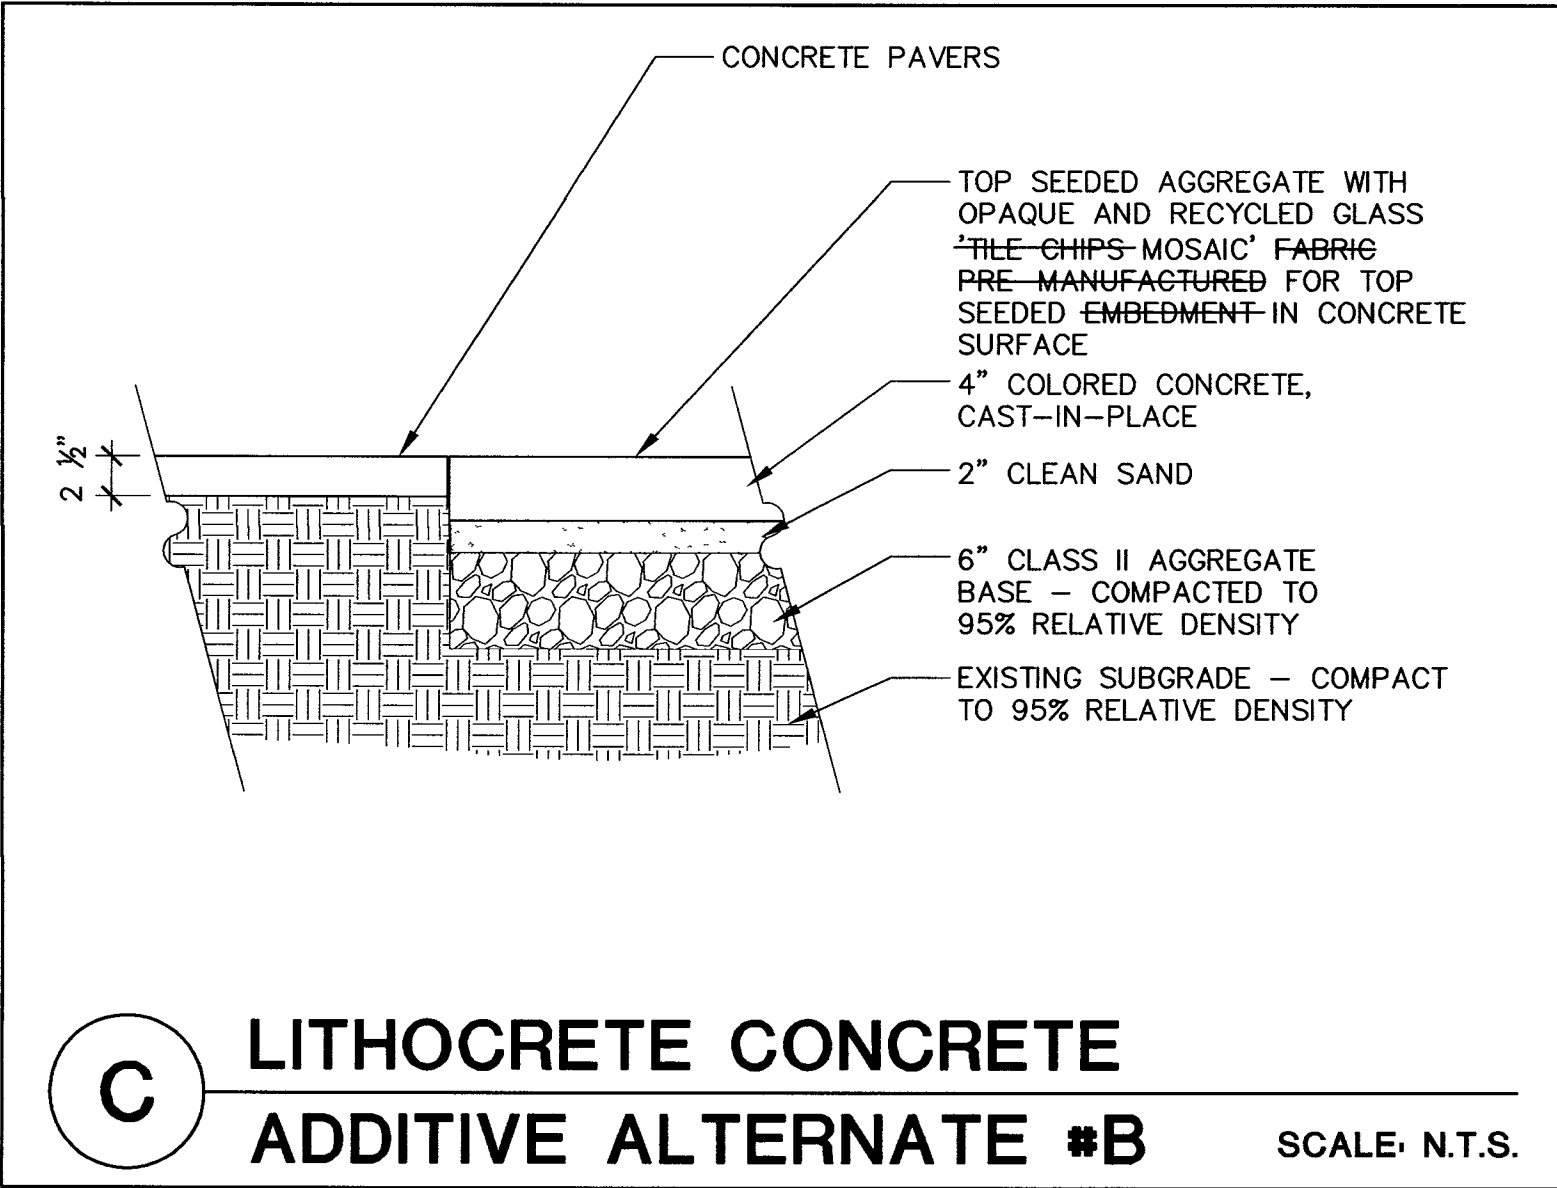 CONCRETE PAVERS
TOP SEEDED AGGREGATE WITH
OPAQUE AND RECYCLED GLASS
'TILE CHIPS MOSAIC' FABRIC
PRE MANUFACTURED FOR TOP
SEEDED EMBEDMENT IN CONCRETE
SURFACE
4" COLORED CONCRETE,
CAST-IN-PLACE
2 ½"
2" CLEAN SAND
6" CLASS II AGGREGATE
BASE - COMPACTED TO
95% RELATIVE DENSITY
EXISTING SUBGRADE - COMPACT
TO 95% RELATIVE DENSITY
C
LITHOCRETE CONCRETE
ADDITIVE ALTERNATE #B
SCALE: N.T.S.